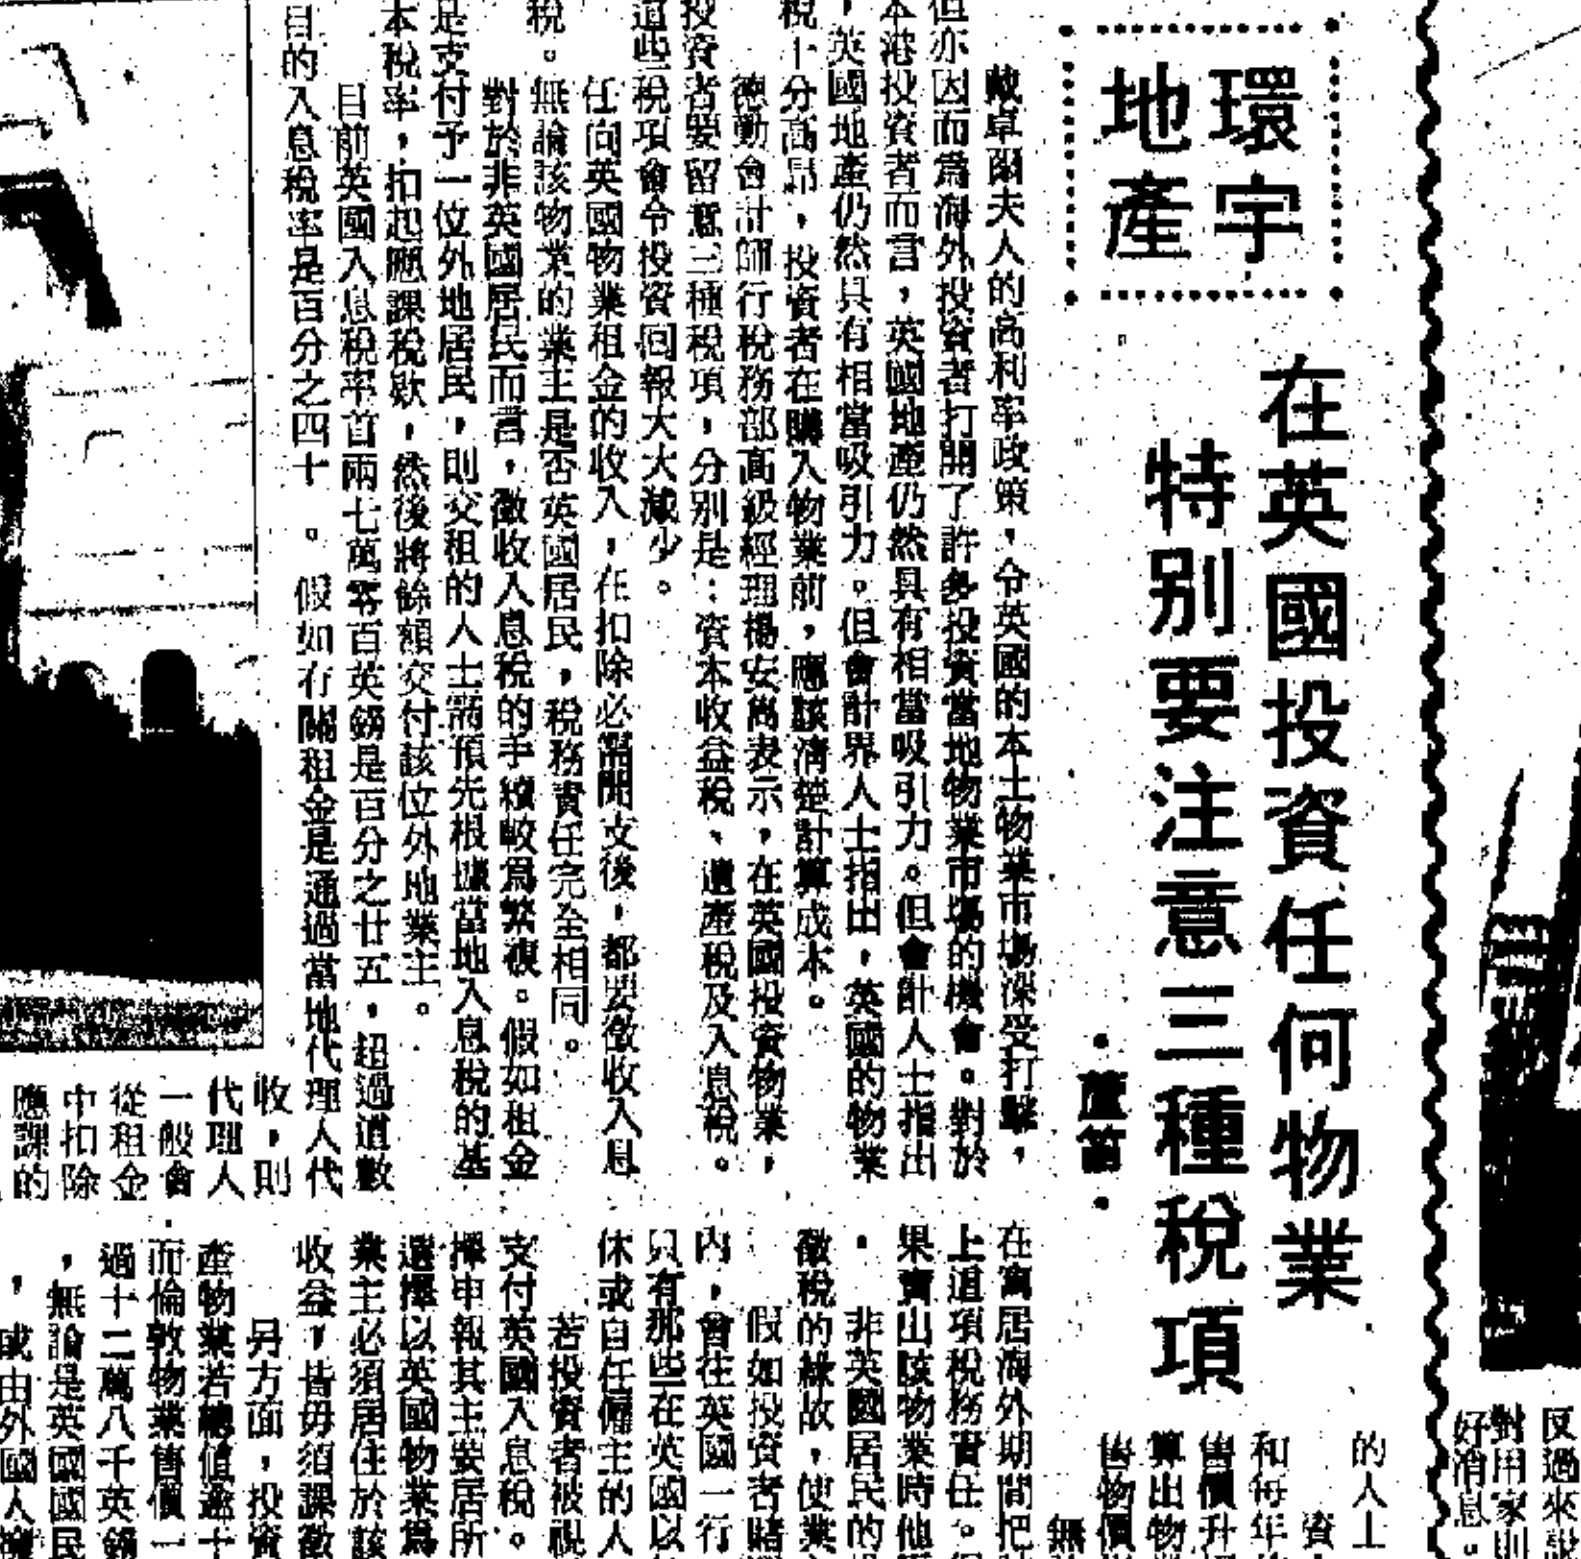 環宇
地產
在英國投資任何物業
特別要注意三種稅項
戴卓爾夫人的高利率政策，令英國的本土物業市場深受打擊，
但亦因而為海外投資者打開了許多投資當地物業市場的機會。對於
本港投資者而言，英國地產仍然具有相當吸引力。但會計人士指出
，英國地產仍然具有相當吸引力。但會計界人士指出，英國的物業
稅十分高昂，投資者在購入物業前，應該清楚計算成本。
德勤會計師行稅務部高級經理楊安尚表示，在英國投資物業，
投資者要留意三種稅項，分別是：資本收益稅、遺產稅及入息稅。
這些稅項會令投資回報大大減少。
任何英國物業租金的收入，在扣除必需開支後，都要徵收入息
稅。無論該物業的業主是否英國居民，稅務責任完全相同。
對於非英國居民而言，徵收入息稅的手續較為繁複。假如租金
是支付予一位外地居民，則交租的人士需預先根據當地入息稅的基
本稅率，扣起應課稅款，然後將餘額交付該位外地業主。
目前英國入息稅率首兩七萬零百英鎊是百分之廿五，超過這數
目的入息稅率是百分之四十。假如有關租金是通過當地代理人代
收，則
代理人
一般會
從租金
中扣除
應課的
的人士
資
和每年
售價升
算出物
售物價
無
在寓居海外期間把
上這項稅務責任。
果賣出該物業時他
，非英國居民的
徵稅的緣故，使業
假如投資者
內，會往英國一行
只有那些在英國以
休或自任僱主的人
若投資者被視
支付英國入息稅。
擇申報其主要居所
選擇以英國物業為
業主必須居住於該
收益，皆毋須課徵
另方面，投資
產物業若總值逾十
而倫敦物業售價一
過十二萬八千英鎊
，無論是英國國民
，或由外國人
反過來說
對用家則
好消息。